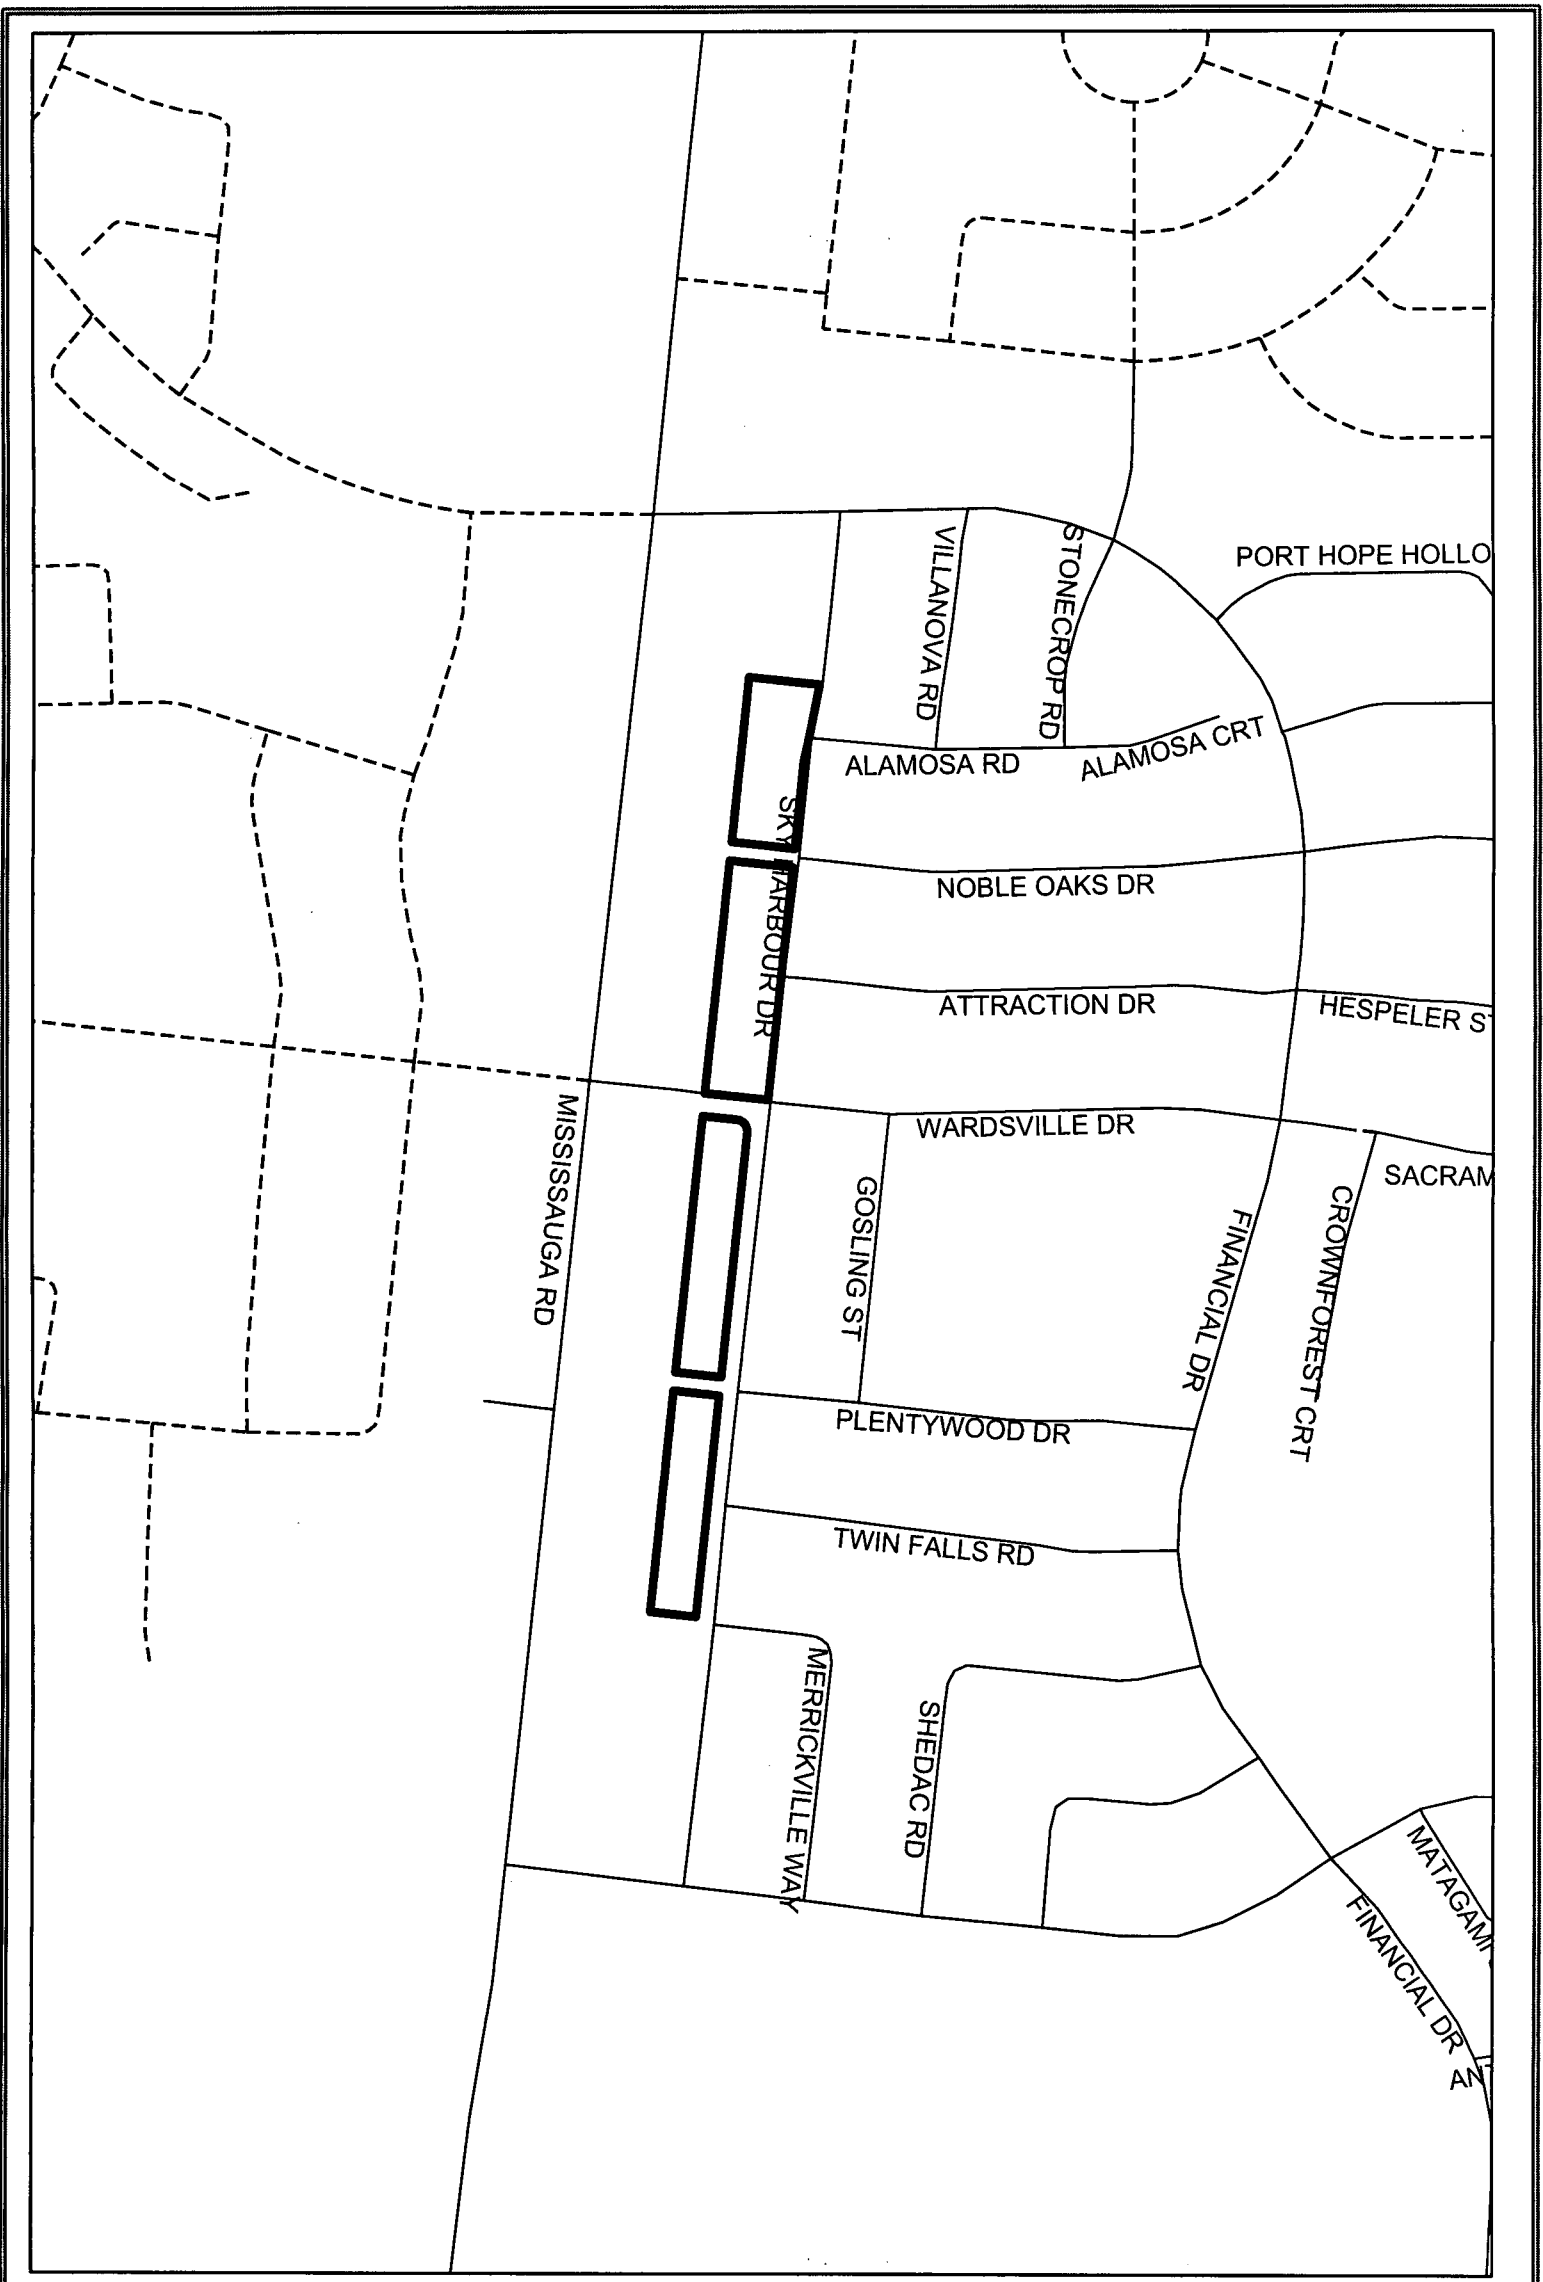 PORT HOPE HOLLO
VILLANOVA RD
STONECROP RD
ALAMOSA RD
ALAMOSA CRT
SKY HARBOUR DR
NOBLE OAKS DR
ATTRACTION DR
HESPELER ST
WARDSVILLE DR
SACRAM
MISSISSAUGA RD
GOSLING ST
FINANCIAL DR
CROWNFOREST CRT
PLENTYWOOD DR
TWIN FALLS RD
MERRICKVILLE WAY
SHEDAC RD
MATAGAMI
FINANCIAL DR
AN